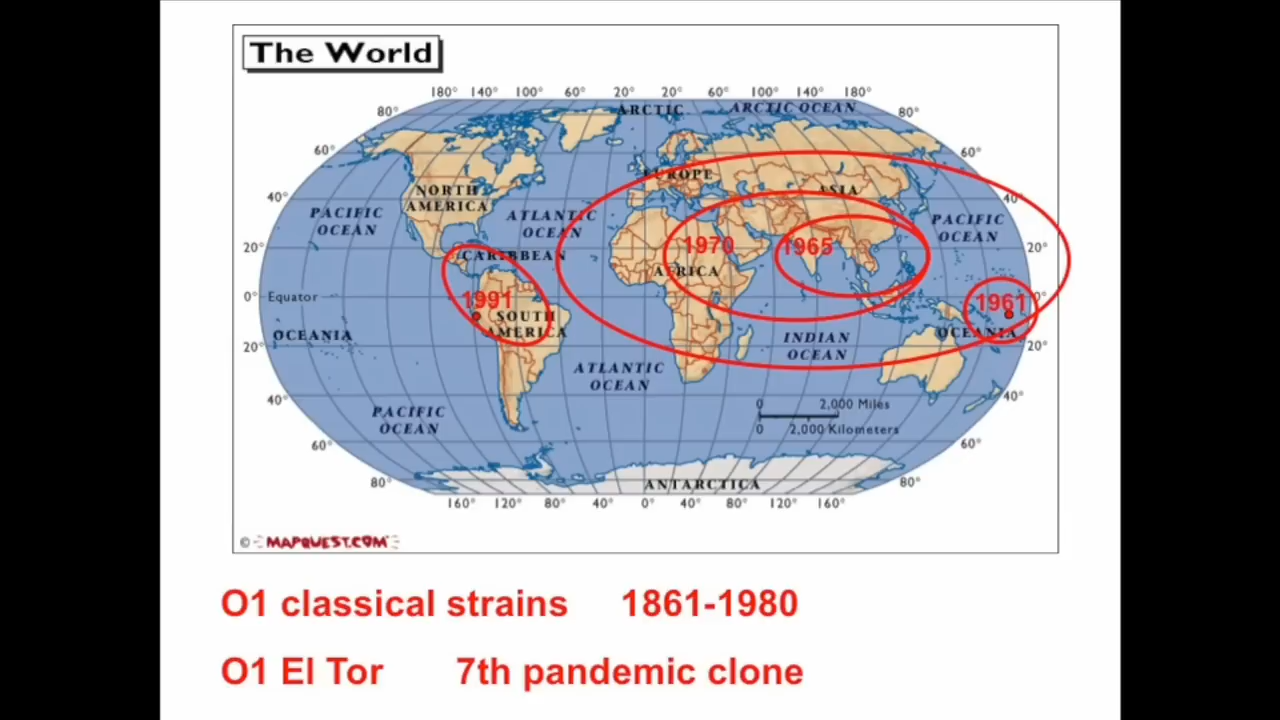 The World
180° 140° 100° 60° 20° 20° 60° 100° 140° 180°
ARCTIC
ARCTIC OCEAN
80°
80°
60°
60°
EUROPE
NORTH
AMERICA
ASIA
40°
40°
PACIFIC
OCEAN
ATLANTIC
OCEAN
PACIFIC
OCEAN
20°
20°
CARIBBEAN
1970
1965
AFRICA
0°
Equator
1991
1961
0°
SOUTH
AMERICA
OCEANIA
OCEANIA
INDIAN
OCEAN
20°
20°
ATLANTIC
OCEAN
40°
40°
PACIFIC
OCEAN
0 2,000 Miles
0 2,000 Kilometers
60°
60°
80°
80°
ANTARCTICA
160° 120° 80° 40° 0° 40° 80° 120° 160°
© MAPQUEST.COM
O1 classical strains 1861-1980
O1 El Tor 7th pandemic clone